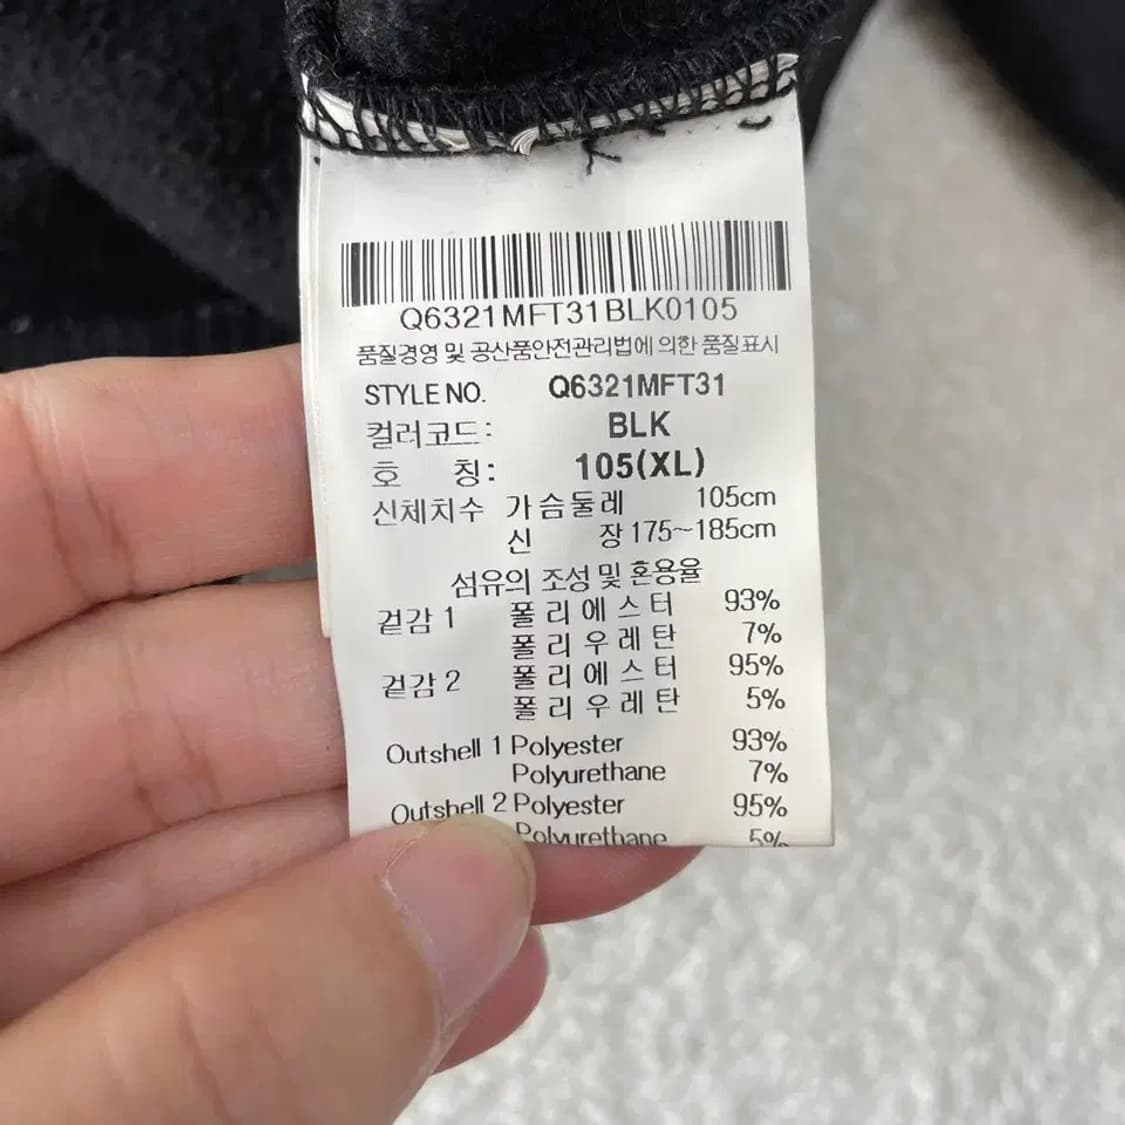 Q6321MFT31BLK0105
품질경영 및 공산품안전관리법에 의한 품질표시
STYLE NO. Q6321MFT31
컬러코드: BLK
호 칭: 105(XL)
신체치수 가슴둘레 105cm
신 장 175~185cm
섬유의 조성 및 혼용율
겉감 1 폴리에스터 93%
폴리우레탄 7%
겉감 2 폴리에스터 95%
폴리우레탄 5%
Outshell 1 Polyester 93%
Polyurethane 7%
Outshell 2 Polyester 95%
Polyurethane 5%